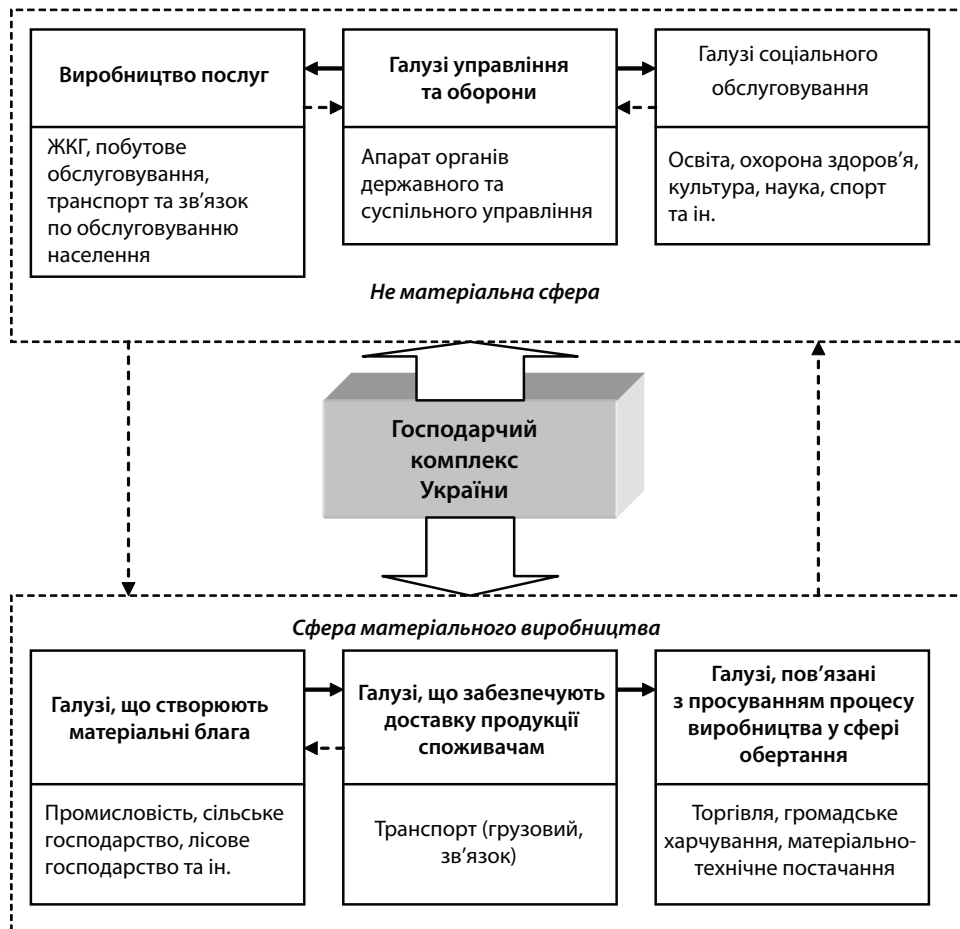 Виробництво послуг
ЖКГ, побутове
обслуговування,
транспорт та зв’язок
по обслуговуванню
населення
Галузі управління
та оборони
Апарат органів
державного та
суспільного управління
Галузі соціального
обслуговування
Освіта, охорона здоров’я,
культура, наука, спорт
та ін.
Не матеріальна сфера
Господарчий
комплекс
України
Сфера матеріального виробництва
Галузі, що створюють
матеріальні блага
Промисловість, сільське
господарство, лісове
господарство та ін.
Галузі, що забезпечують
доставку продукції
споживачам
Транспорт (грузовий,
зв’язок)
Галузі, пов’язані
з просуванням процесу
виробництва у сфері
обертання
Торгівля, громадське
харчування, матеріально-
технічне постачання